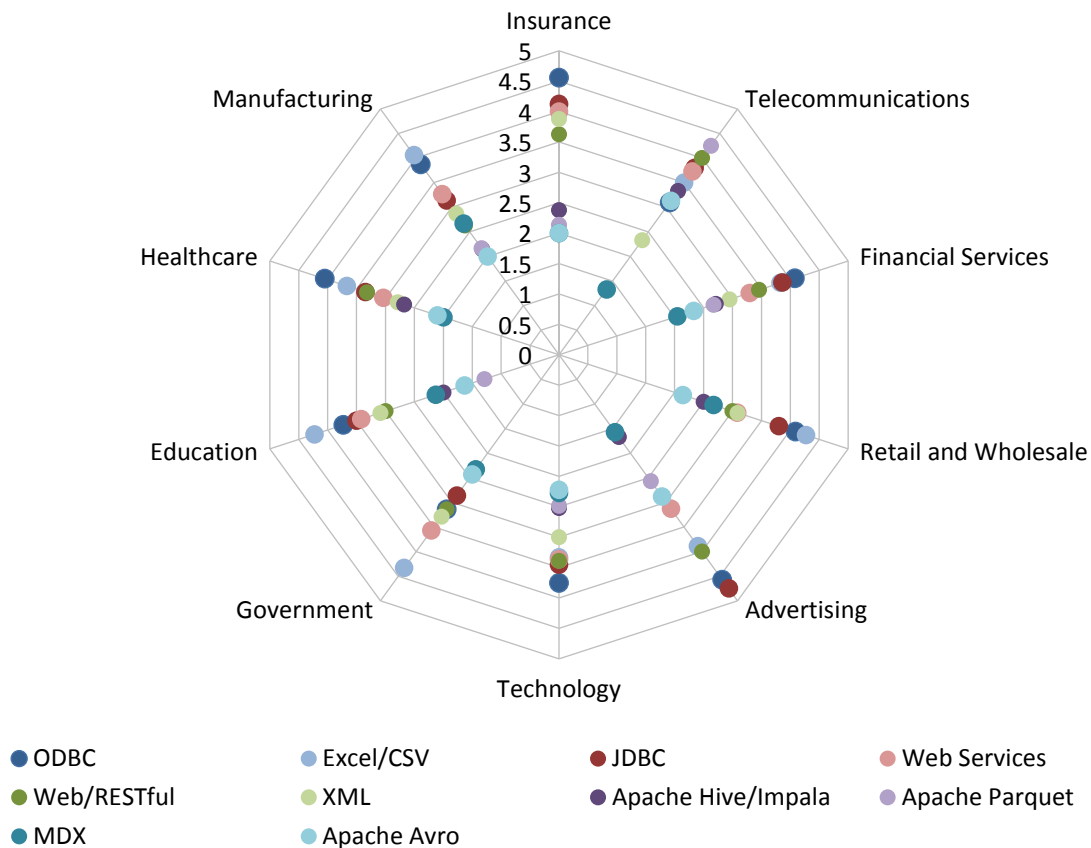 Insurance
5
4.5
4
3.5
3
2.5
2
1.5
1
0.5
0
Telecommunications
Financial Services
Retail and Wholesale
Advertising
Technology
Government
Education
Healthcare
Manufacturing
ODBC Excel/CSV JDBC Web Services
Web/RESTful XML Apache Hive/Impala Apache Parquet
MDX Apache Avro